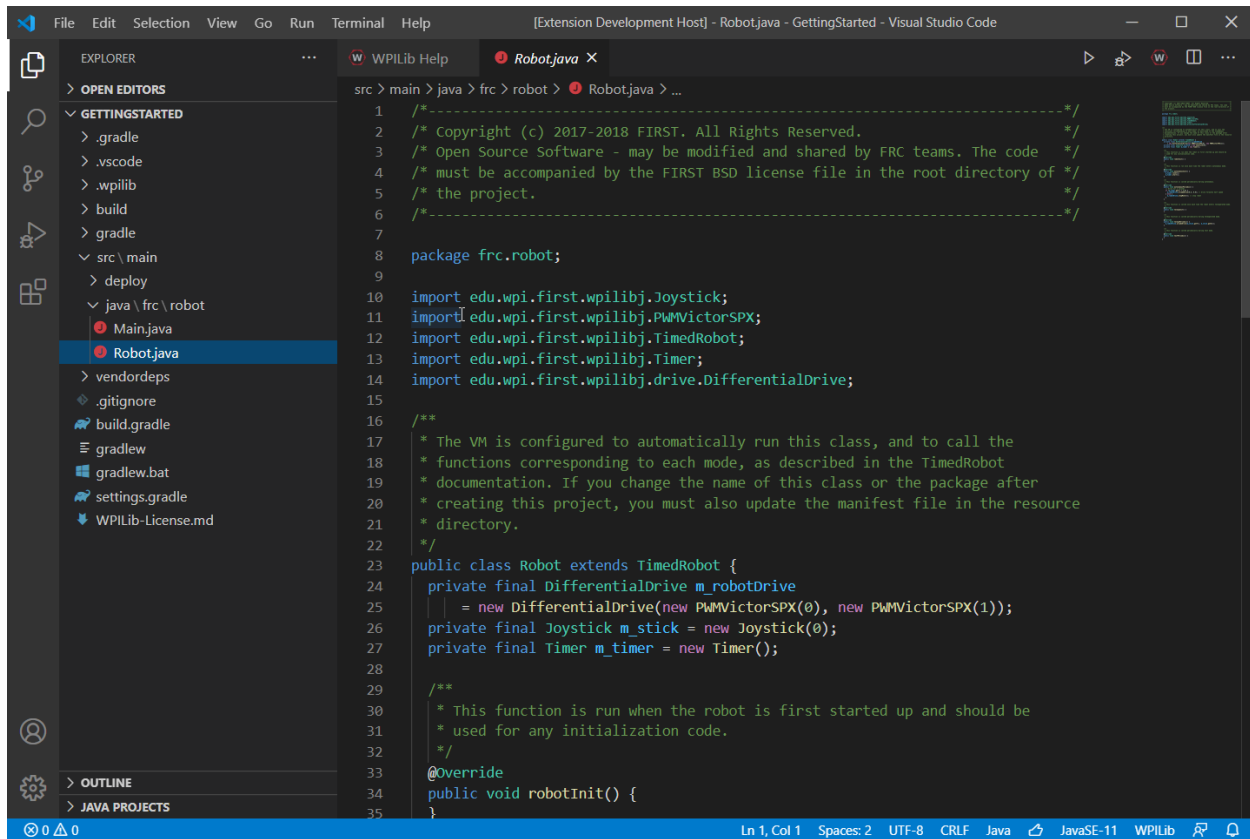 File Edit Selection View Go Run Terminal Help [Extension Development Host] - Robot.java - GettingStarted - Visual Studio Code
EXPLORER ...
OPEN EDITORS
GETTINGSTARTED
.gradle
.vscode
.wpilib
build
gradle
src \ main
deploy
java \ frc \ robot
J Main.java
J Robot.java
vendordeps
.gitignore
build.gradle
gradlew
gradlew.bat
settings.gradle
WPILib-License.md
OUTLINE
JAVA PROJECTS
W WPILib Help J Robot.java W ...
src > main > java > frc > robot > J Robot.java > ...
1 /*----------------------------------------------------------------------------*/
2 /* Copyright (c) 2017-2018 FIRST. All Rights Reserved. */
3 /* Open Source Software - may be modified and shared by FRC teams. The code */
4 /* must be accompanied by the FIRST BSD license file in the root directory of */
5 /* the project. */
6 /*----------------------------------------------------------------------------*/
7
8 package frc.robot;
9
10 import edu.wpi.first.wpilibj.Joystick;
11 import edu.wpi.first.wpilibj.PWMVictorSPX;
12 import edu.wpi.first.wpilibj.TimedRobot;
13 import edu.wpi.first.wpilibj.Timer;
14 import edu.wpi.first.wpilibj.drive.DifferentialDrive;
15
16 /**
17 * The VM is configured to automatically run this class, and to call the
18 * functions corresponding to each mode, as described in the TimedRobot
19 * documentation. If you change the name of this class or the package after
20 * creating this project, you must also update the manifest file in the resource
21 * directory.
22 */
23 public class Robot extends TimedRobot {
24 private final DifferentialDrive m_robotDrive
25 = new DifferentialDrive(new PWMVictorSPX(0), new PWMVictorSPX(1));
26 private final Joystick m_stick = new Joystick(0);
27 private final Timer m_timer = new Timer();
28
29 /**
30 * This function is run when the robot is first started up and should be
31 * used for any initialization code.
32 */
33 @Override
34 public void robotInit() {
35 }
0 0 Ln 1, Col 1 Spaces: 2 UTF-8 CRLF Java JavaSE-11 WPILib